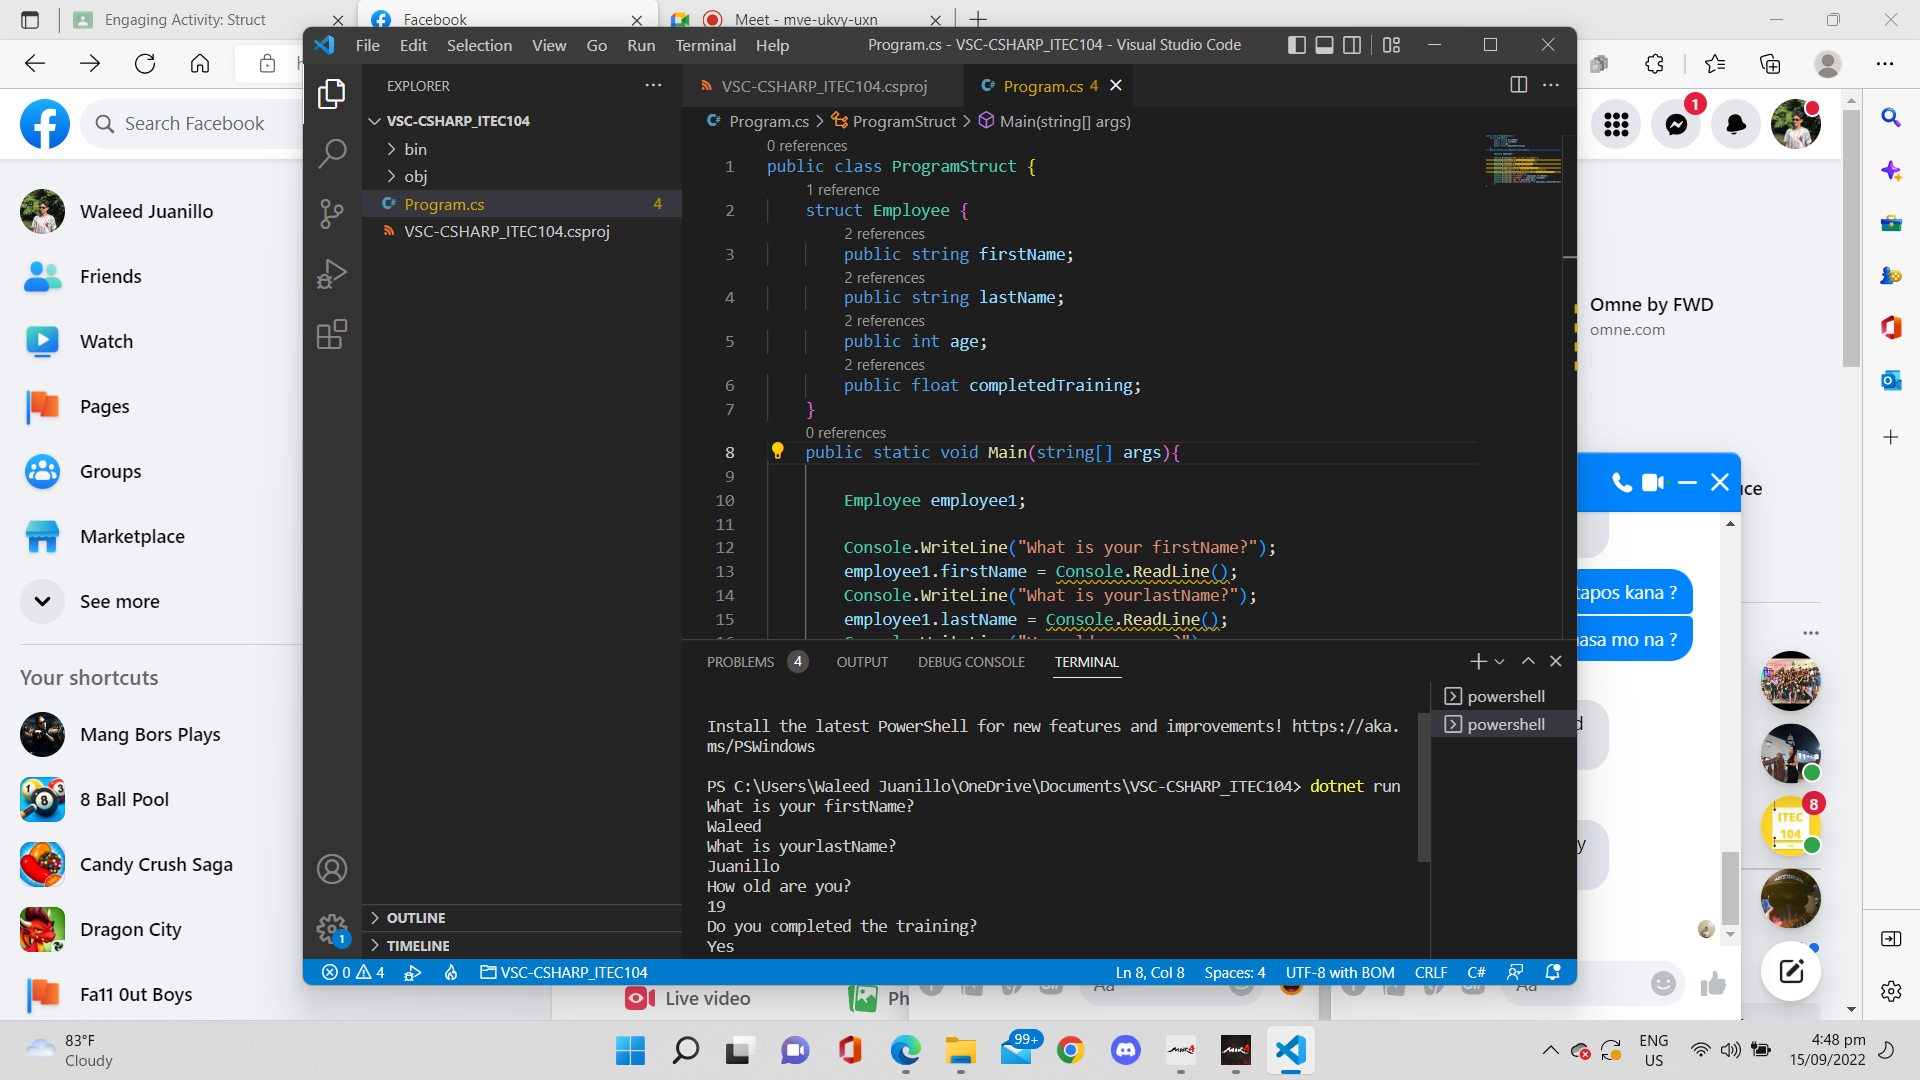 Engaging Activity: Struct
Facebook
Meet - mve-ukvy-uxn
File Edit Selection View Go Run Terminal Help
Program.cs - VSC-CSHARP_ITEC104 - Visual Studio Code
Search Facebook
1
Waleed Juanillo
Friends
Watch
Pages
Groups
Marketplace
See more
Your shortcuts
Mang Bors Plays
8 Ball Pool
Candy Crush Saga
Dragon City
Fa11 0ut Boys
EXPLORER
VSC-CSHARP_ITEC104
bin
obj
Program.cs 4
VSC-CSHARP_ITEC104.csproj
OUTLINE
TIMELINE
1
VSC-CSHARP_ITEC104.csproj
Program.cs 4
Program.cs > ProgramStruct > Main(string[] args)
0 references
1 public class ProgramStruct {
1 reference
2 struct Employee {
2 references
3 public string firstName;
2 references
4 public string lastName;
2 references
5 public int age;
2 references
6 public float completedTraining;
7 }
0 references
8 public static void Main(string[] args){
9
10 Employee employee1;
11
12 Console.WriteLine("What is your firstName?");
13 employee1.firstName = Console.ReadLine();
14 Console.WriteLine("What is yourlastName?");
15 employee1.lastName = Console.ReadLine();
PROBLEMS 4 OUTPUT DEBUG CONSOLE TERMINAL
powershell
powershell
Install the latest PowerShell for new features and improvements! https://aka.
ms/PSWindows
PS C:\Users\Waleed Juanillo\OneDrive\Documents\VSC-CSHARP_ITEC104> dotnet run
What is your firstName?
Waleed
What is yourlastName?
Juanillo
How old are you?
19
Do you completed the training?
Yes
0 4
VSC-CSHARP_ITEC104
Ln 8, Col 8 Spaces: 4 UTF-8 with BOM CRLF C#
Omne by FWD
omne.com
tapos kana ?
mo na ?
8
ITEC
104
Live video
Aa
Aa
83°F
Cloudy
99+
ENG
US
4:48 pm
15/09/2022